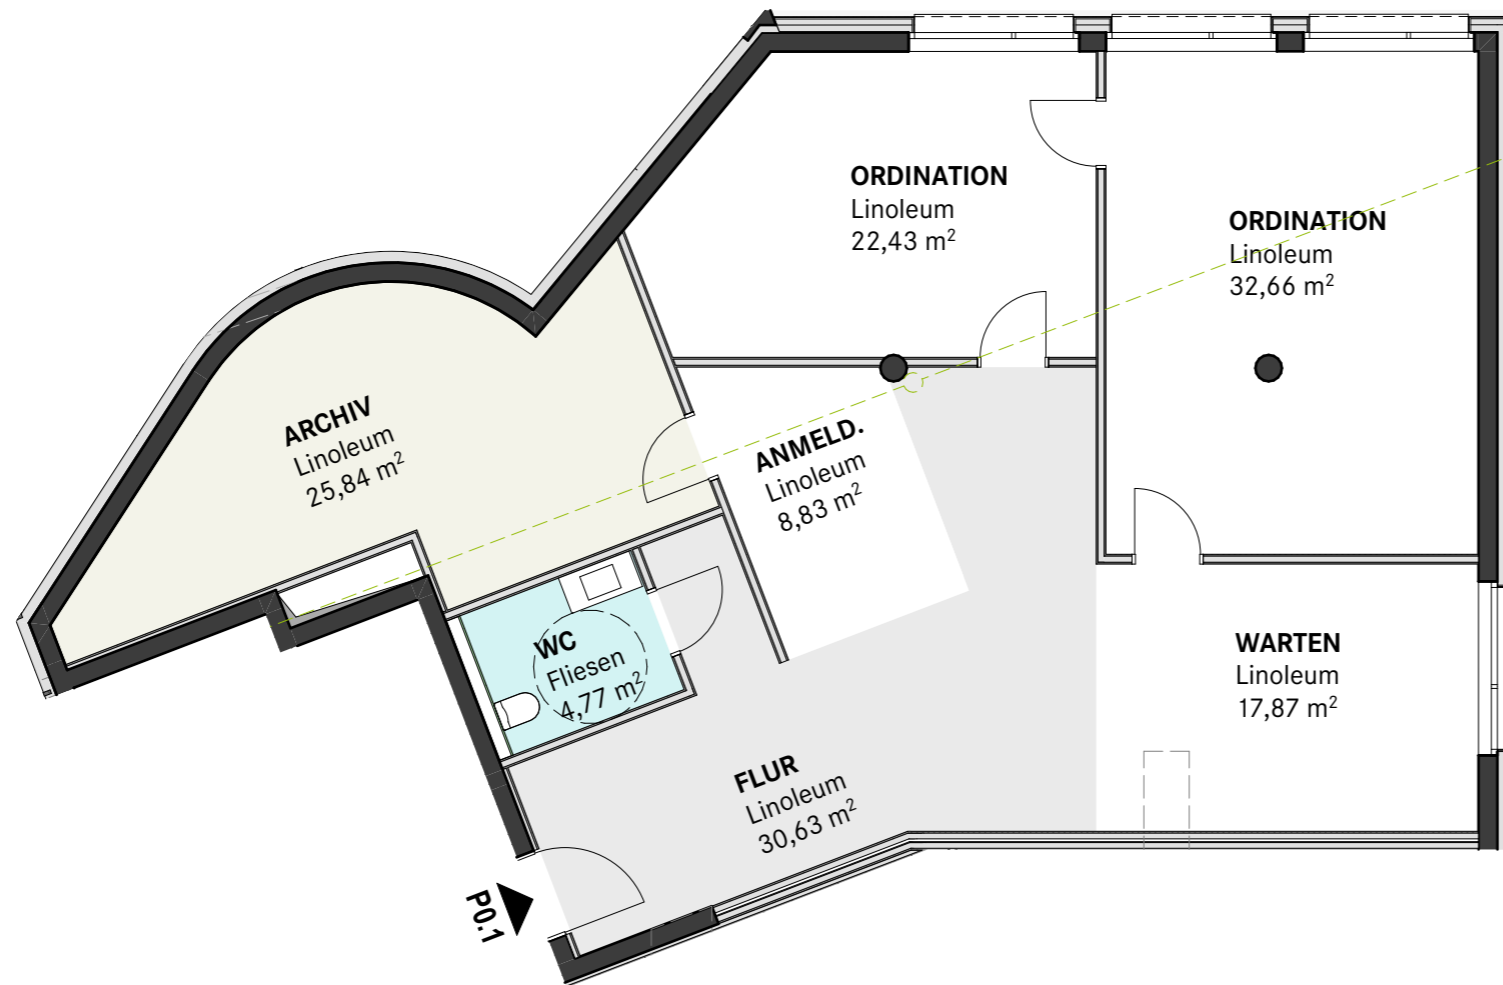 ORDINATION
Linoleum
22,43 m²
ORDINATION
Linoleum
32,66 m²
ARCHIV
Linoleum
25,84 m²
ANMELD.
Linoleum
8,83 m²
WC
Fliesen
4,77 m²
WARTEN
Linoleum
17,87 m²
FLUR
Linoleum
30,63 m²
P0.1